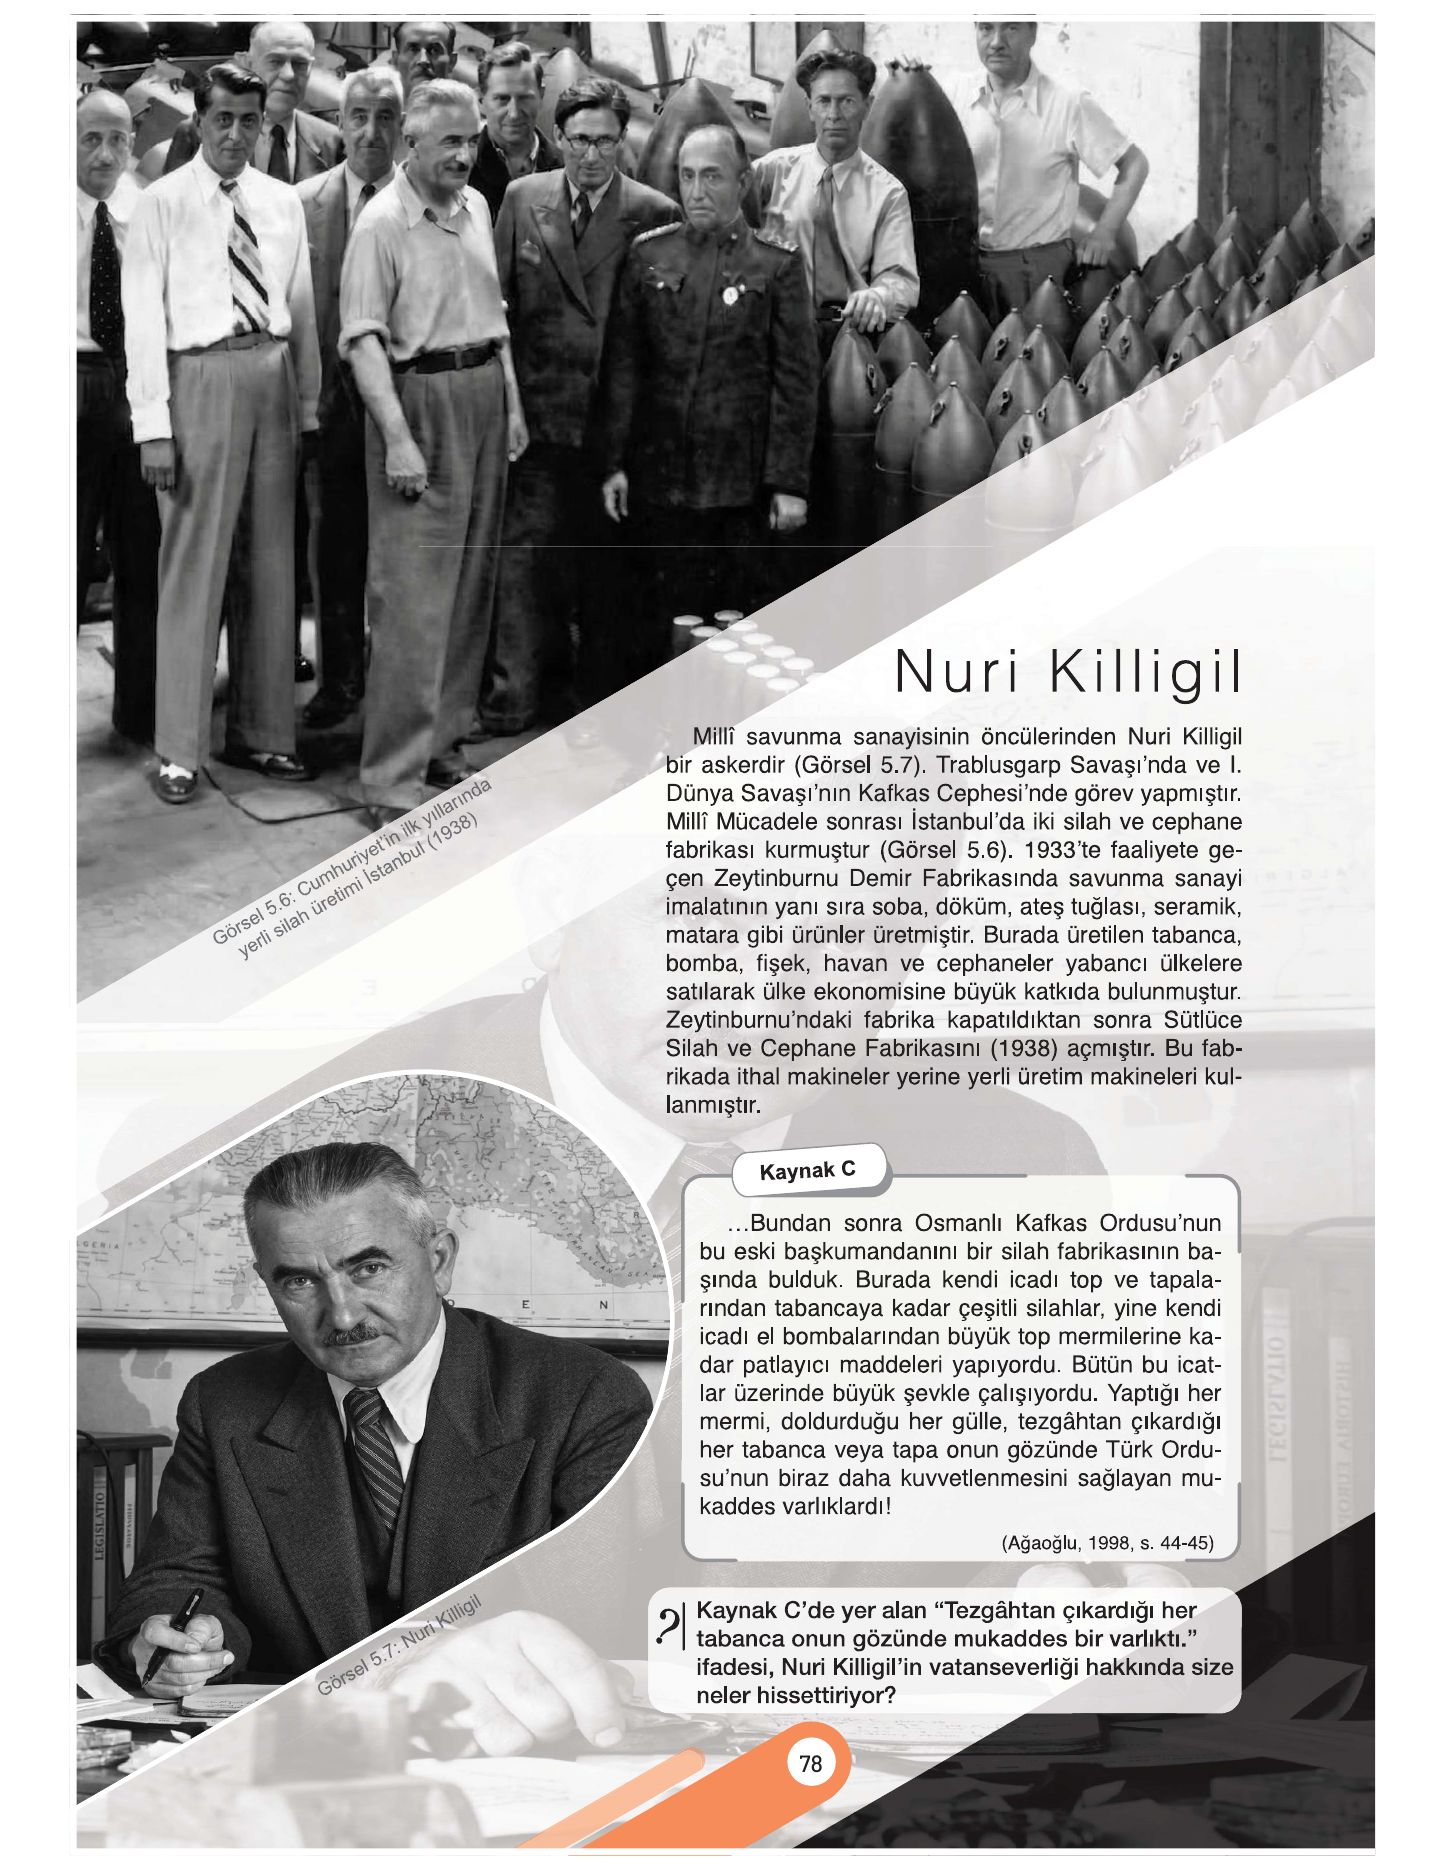 Görsel 5.6: Cumhuriyet’in ilk yıllarında
yerli silah üretimi İstanbul (1938)
Nuri Killigil
Millî savunma sanayisinin öncülerinden Nuri Killigil
bir askerdir (Görsel 5.7). Trablusgarp Savaşı’nda ve I.
Dünya Savaşı’nın Kafkas Cephesi’nde görev yapmıştır.
Millî Mücadele sonrası İstanbul’da iki silah ve cephane
fabrikası kurmuştur (Görsel 5.6). 1933’te faaliyete ge-
çen Zeytinburnu Demir Fabrikasında savunma sanayi
imalatının yanı sıra soba, döküm, ateş tuğlası, seramik,
matara gibi ürünler üretmiştir. Burada üretilen tabanca,
bomba, fişek, havan ve cephaneler yabancı ülkelere
satılarak ülke ekonomisine büyük katkıda bulunmuştur.
Zeytinburnu’ndaki fabrika kapatıldıktan sonra Sütlüce
Silah ve Cephane Fabrikasını (1938) açmıştır. Bu fab-
rikada ithal makineler yerine yerli üretim makineleri kul-
lanmıştır.
Kaynak C
...Bundan sonra Osmanlı Kafkas Ordusu’nun
bu eski başkumandanını bir silah fabrikasının ba-
şında bulduk. Burada kendi icadı top ve tapala-
rından tabancaya kadar çeşitli silahlar, yine kendi
icadı el bombalarından büyük top mermilerine ka-
dar patlayıcı maddeleri yapıyordu. Bütün bu icat-
lar üzerinde büyük şevkle çalışıyordu. Yaptığı her
mermi, doldurduğu her gülle, tezgâhtan çıkardığı
her tabanca veya tapa onun gözünde Türk Ordu-
su’nun biraz daha kuvvetlenmesini sağlayan mu-
kaddes varlıklardı!
(Ağaoğlu, 1998, s. 44-45)
LEGISLATIO
Görsel 5.7: Nuri Killigil
?
Kaynak C’de yer alan “Tezgâhtan çıkardığı her
tabanca onun gözünde mukaddes bir varlıktı.”
ifadesi, Nuri Killigil’in vatanseverliği hakkında size
neler hissettiriyor?
78